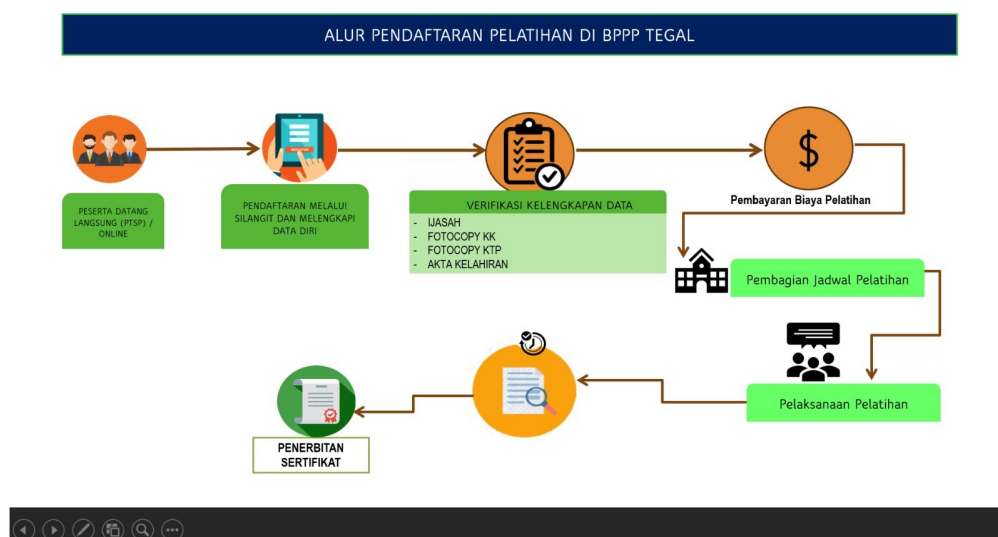 ALUR PENDAFTARAN PELATIHAN DI BPPP TEGAL
PESERTA DATANG
LANGSUNG (PTSP) /
ONLINE
PENDAFTARAN MELALUI
SILANGIT DAN MELENGKAPI
DATA DIRI
VERIFIKASI KELENGKAPAN DATA
- IJASAH
- FOTOCOPY KK
- FOTOCOPY KTP
- AKTA KELAHIRAN
$
Pembayaran Biaya Pelatihan
Pembagian Jadwal Pelatihan
Pelaksanaan Pelatihan
PENERBITAN
SERTIFIKAT